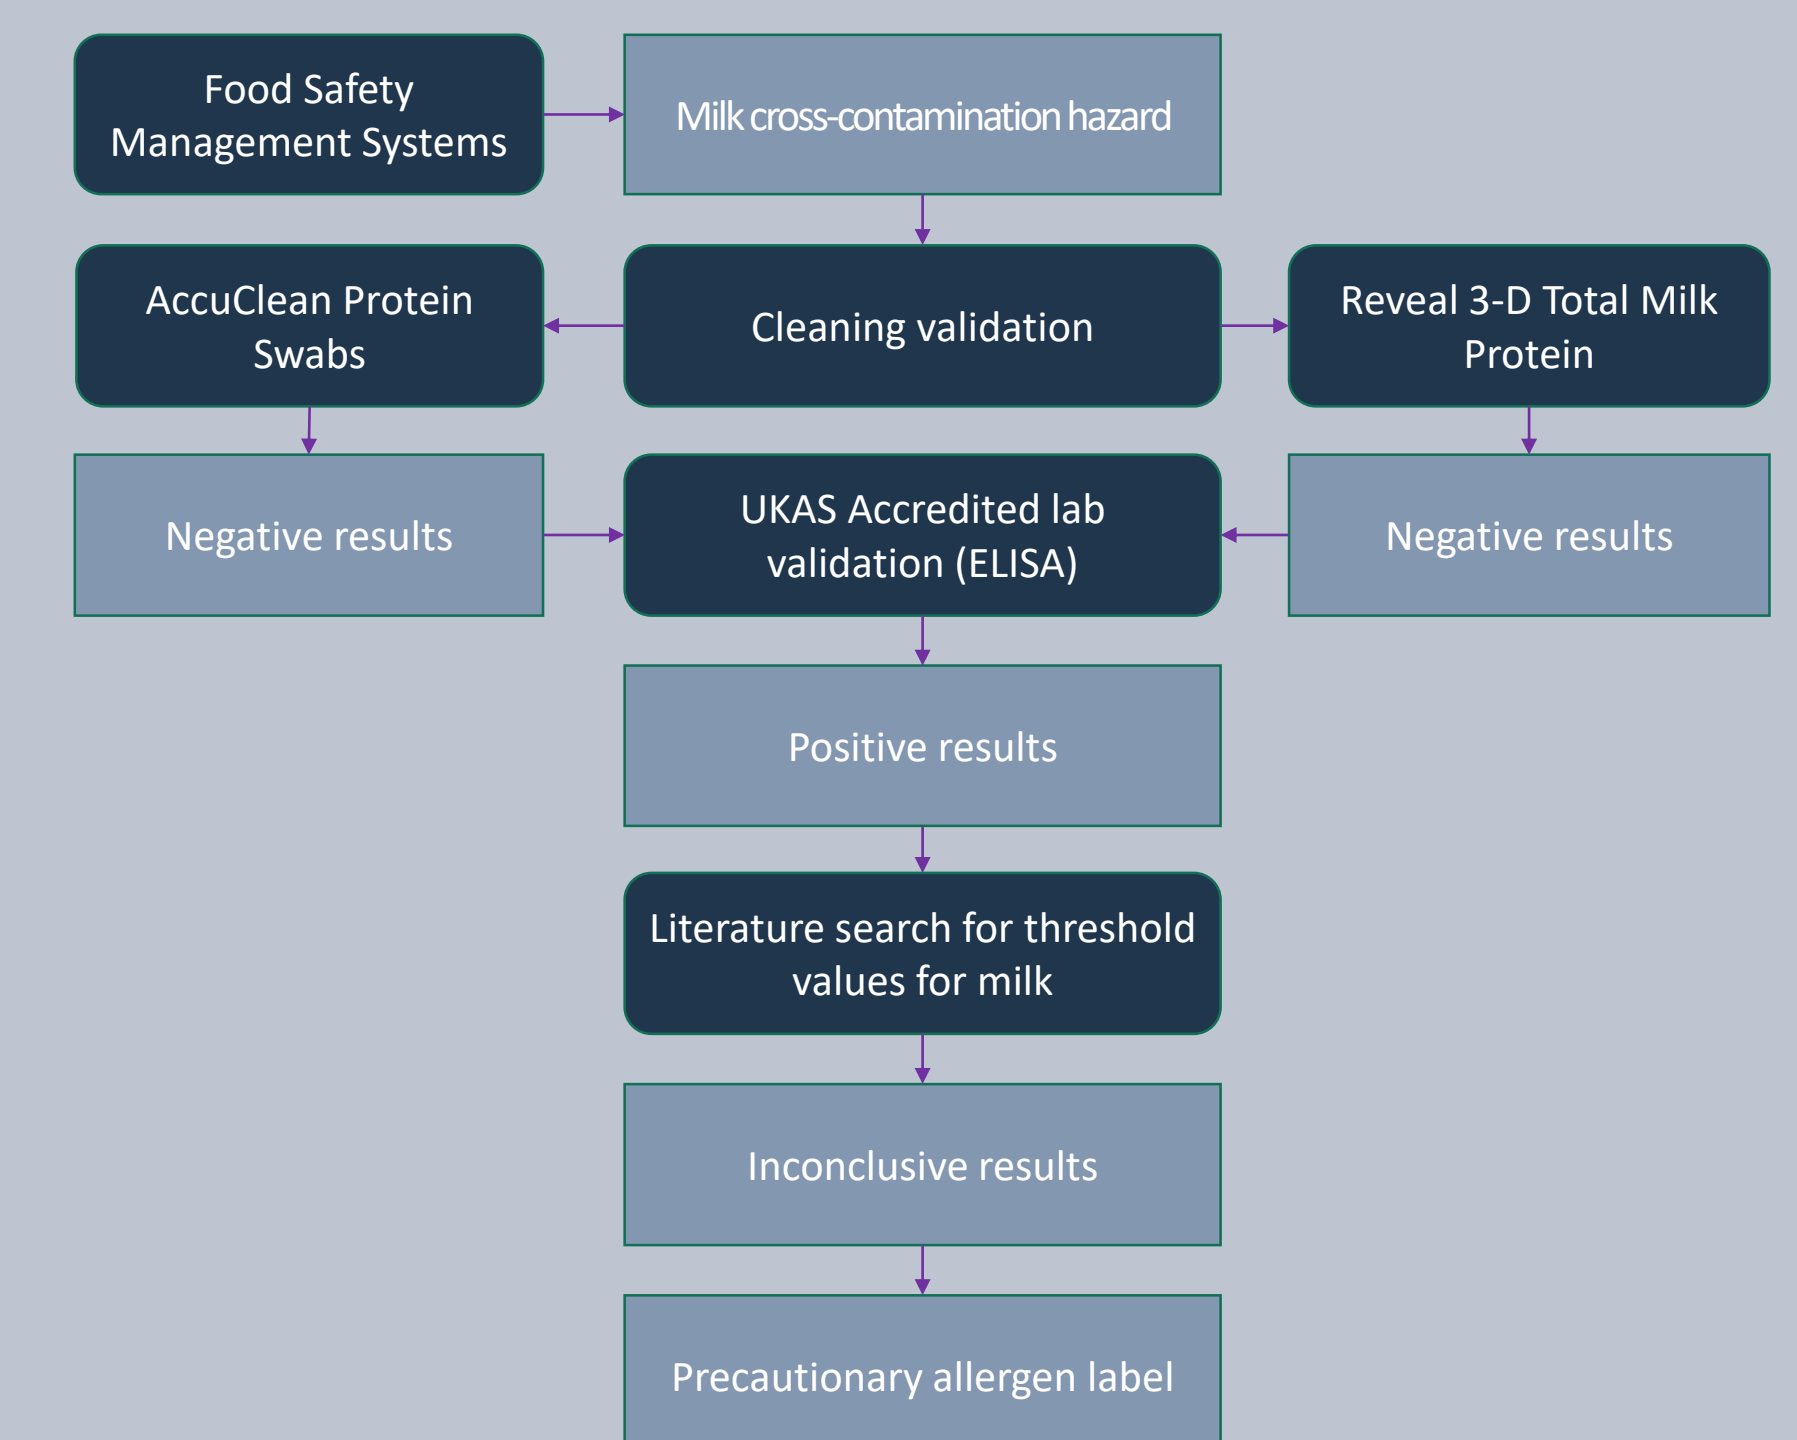 Food Safety
Management Systems
Milk cross-contamination hazard
AccuClean Protein
Swabs
Cleaning validation
Reveal 3-D Total Milk
Protein
Negative results
UKAS Accredited lab
validation (ELISA)
Negative results
Positive results
Literature search for threshold
values for milk
Inconclusive results
Precautionary allergen label